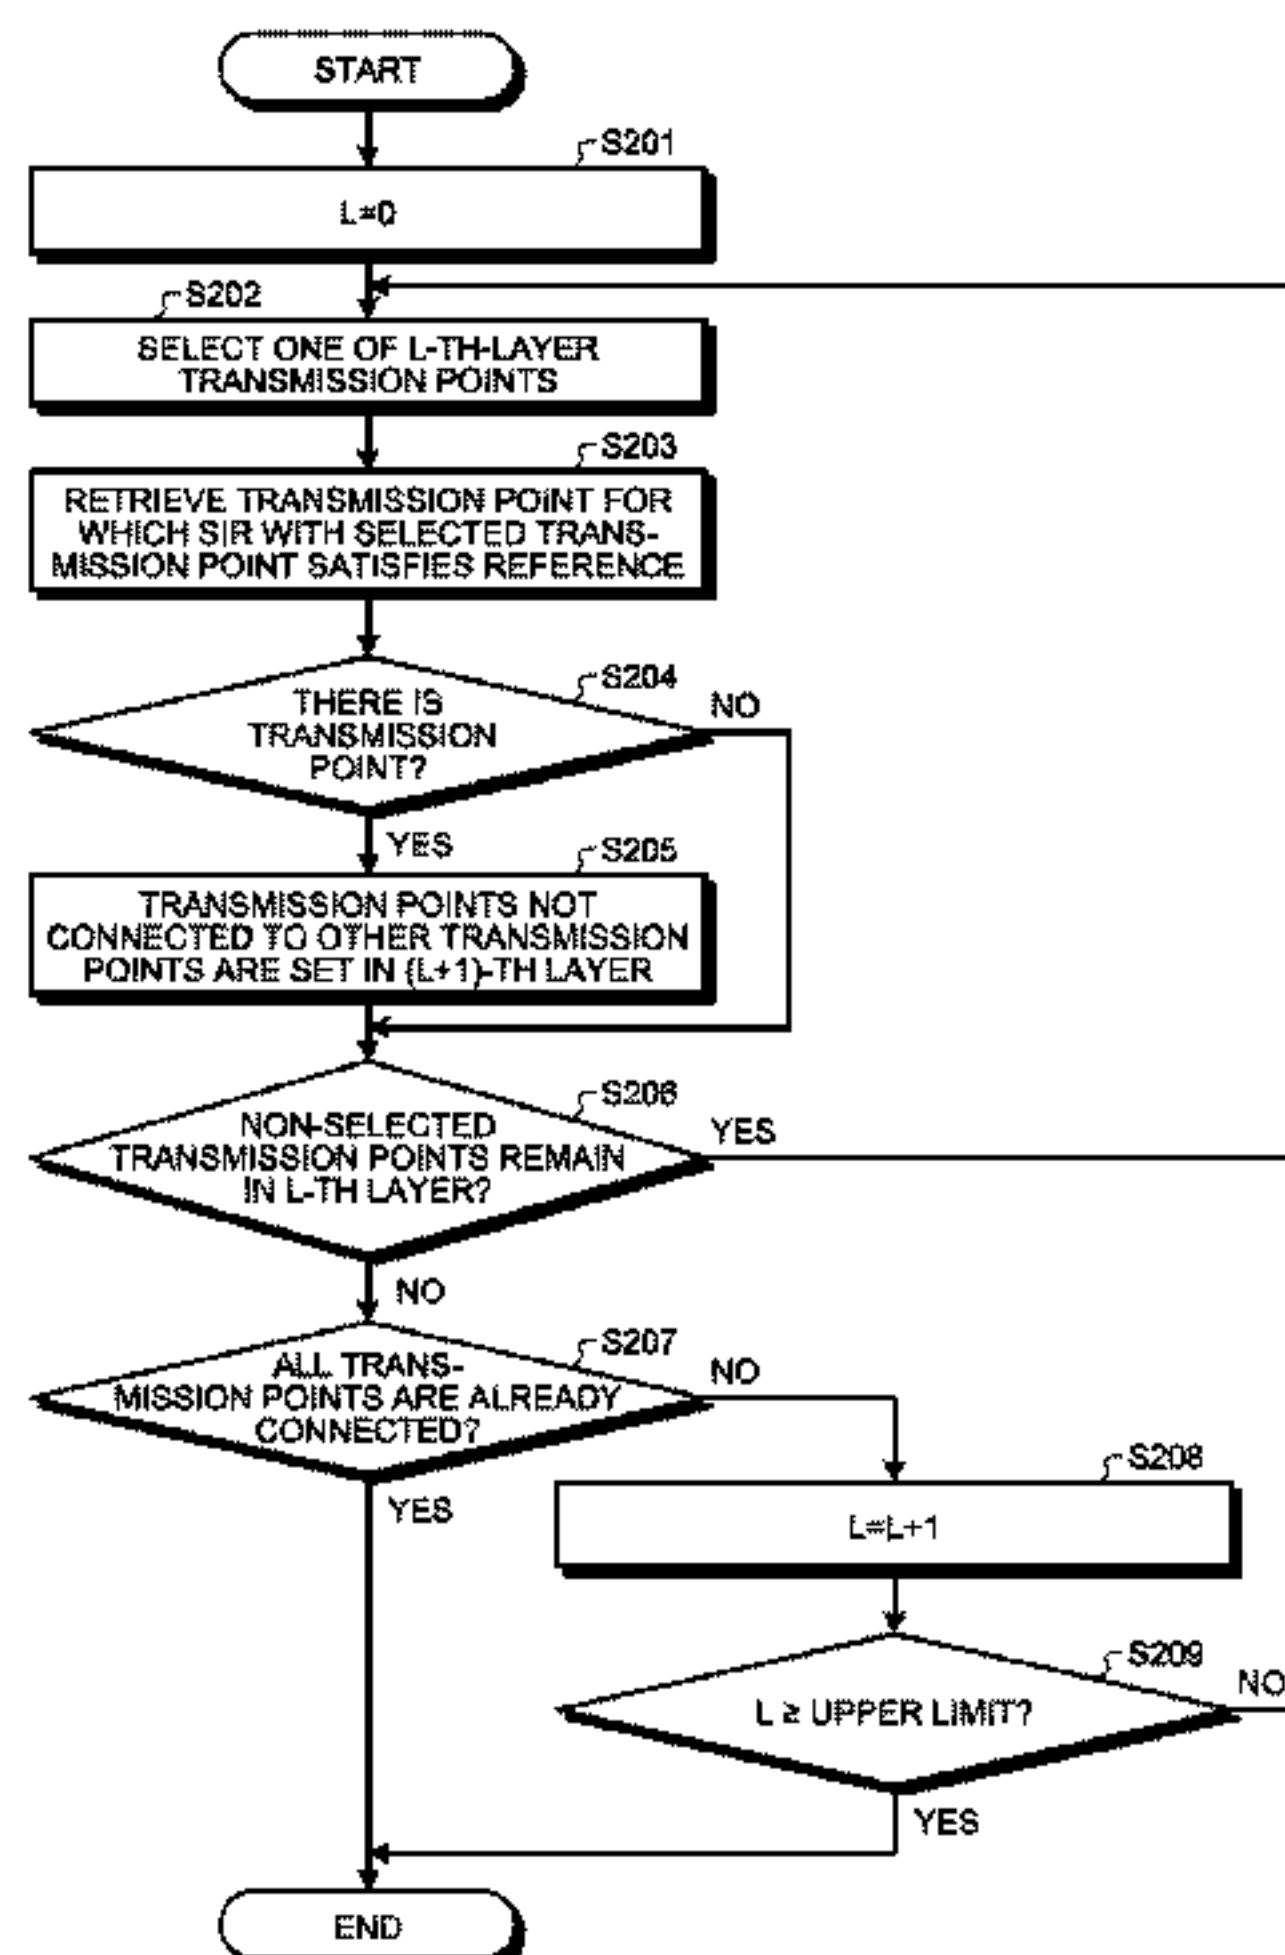 START
S201
L=0
S202
SELECT ONE OF L-TH-LAYER
TRANSMISSION POINTS
S203
RETRIEVE TRANSMISSION POINT FOR
WHICH SIR WITH SELECTED TRANS-
MISSION POINT SATISFIES REFERENCE
S204
THERE IS
TRANSMISSION
POINT?
NO
YES
S205
TRANSMISSION POINTS NOT
CONNECTED TO OTHER TRANSMISSION
POINTS ARE SET IN (L+1)-TH LAYER
S206
NON-SELECTED
TRANSMISSION POINTS REMAIN
IN L-TH LAYER?
YES
NO
S207
ALL TRANS-
MISSION POINTS ARE ALREADY
CONNECTED?
NO
YES
S208
L=L+1
S209
L ≥ UPPER LIMIT?
NO
YES
END